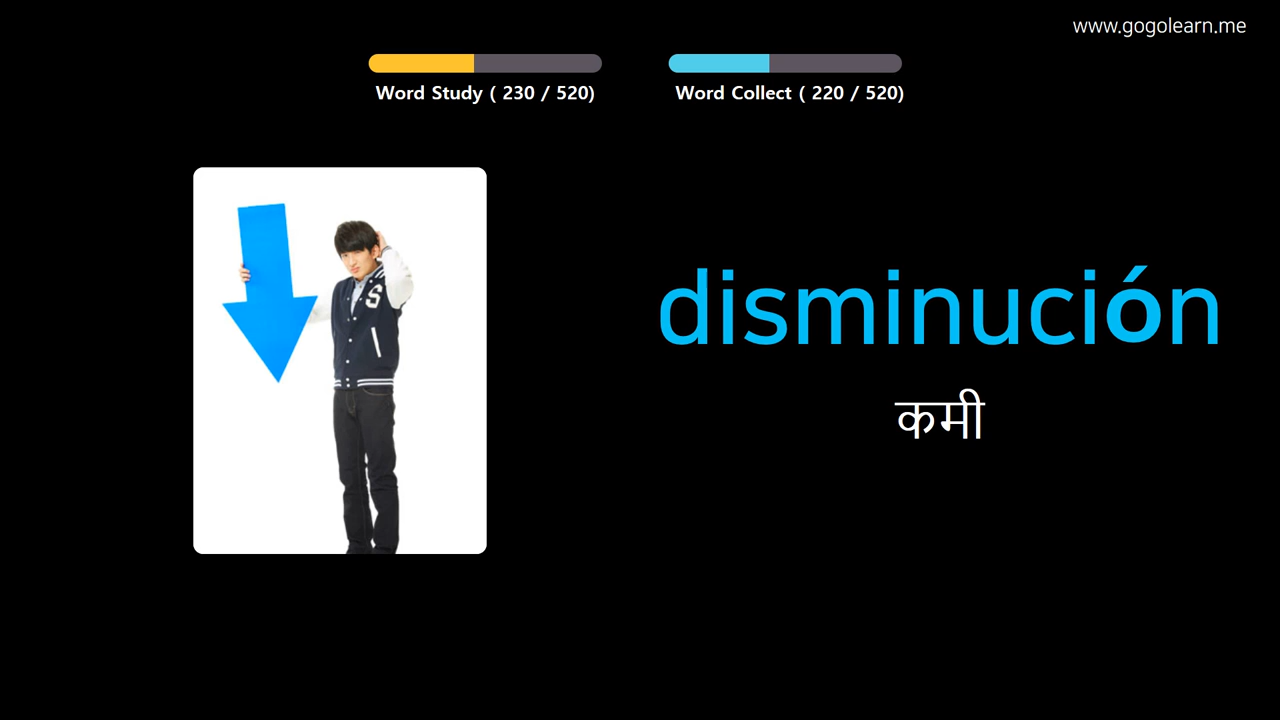 www.gogolearn.me
Word Study ( 230 / 520)
Word Collect ( 220 / 520)
S
disminución
कमी